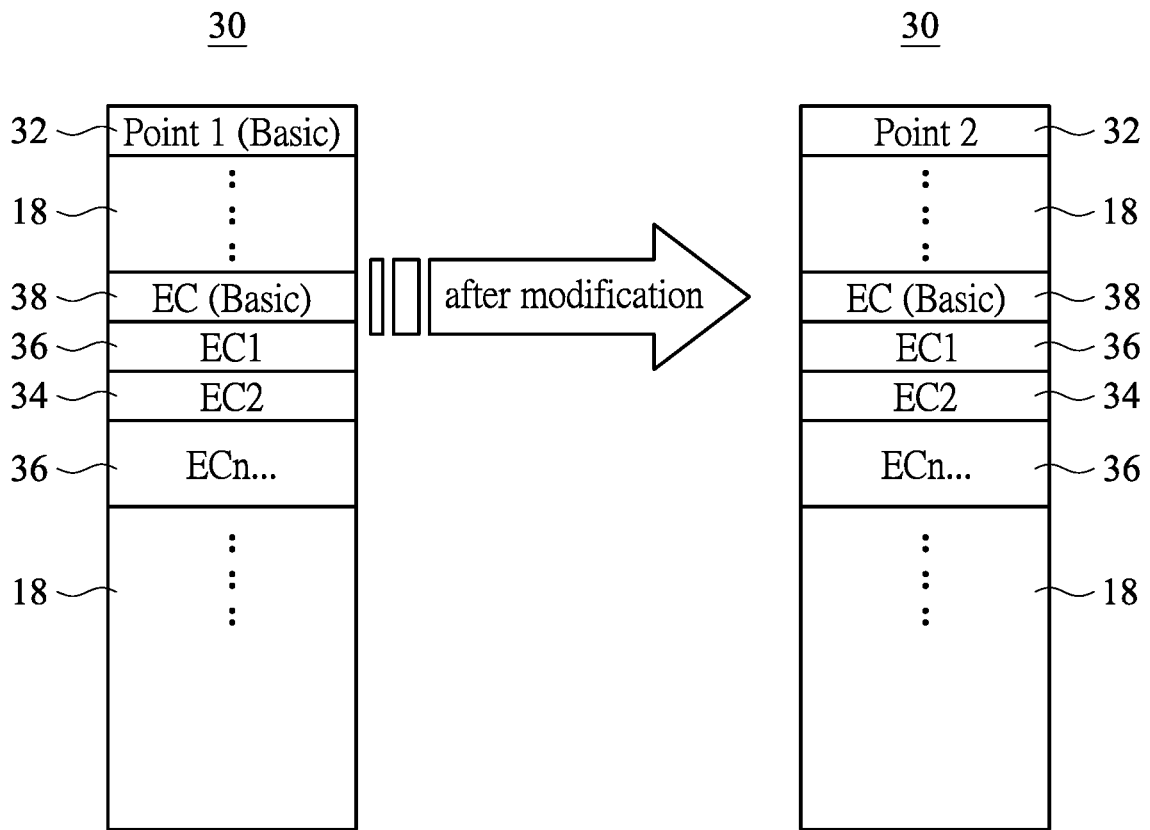 30 30
32 Point 1 (Basic) Point 2 32
18 18
38 EC (Basic) after modification EC (Basic) 38
36 EC1 EC1 36
34 EC2 EC2 34
36 ECn... ECn... 36
18 18